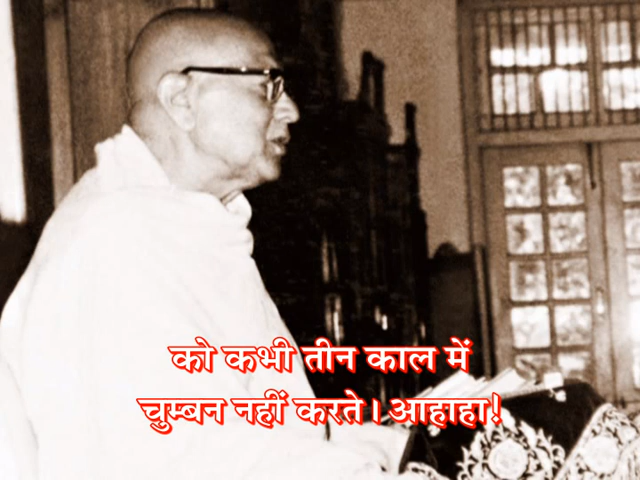 को कभी तीन काल में
चुम्बन नहीं करते। आहाहा!